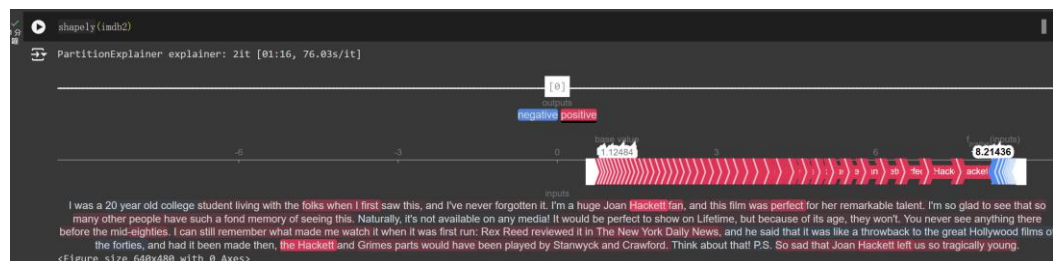 shapely(imdb2)
PartitionExplainer explainer: 2it [01:16, 76.03s/it]
[0]
outputs
negative positive
base value
(inputs)
-6 -3 0 3 6
1.12484 8.21436
Hack acket
inputs
I was a 20 year old college student living with the folks when I first saw this, and I've never forgotten it. I'm a huge Joan Hackett fan, and this film was perfect for her remarkable talent. I'm so glad to see that so
many other people have such a fond memory of seeing this. Naturally, it's not available on any media! It would be perfect to show on Lifetime, but because of its age, they won't. You never see anything there
before the mid-eighties. I can still remember what made me watch it when it was first run: Rex Reed reviewed it in The New York Daily News, and he said that it was like a throwback to the great Hollywood films of
the forties, and had it been made then, the Hackett and Grimes parts would have been played by Stanwyck and Crawford. Think about that! P.S. So sad that Joan Hackett left us so tragically young.
<Figure size 640x480 with 0 Axes>